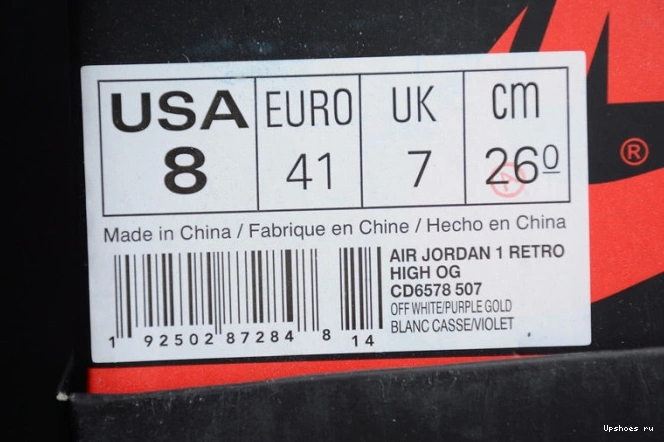 USA EURO UK cm
8 41 7 26 0
Made in China / Fabrique en Chine / Hecho en China
AIR JORDAN 1 RETRO
HIGH OG
CD6578 507
OFF WHITE/PURPLE GOLD
BLANC CASSE/VIOLET
1 92502 87284 8 14
®
Upshoes ru